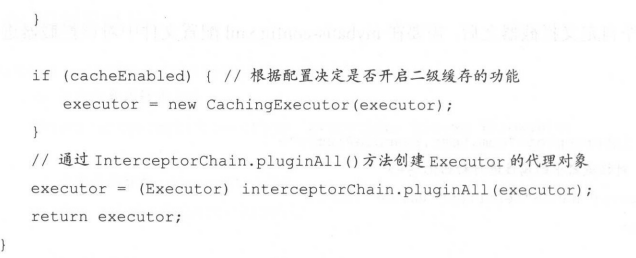 }
if (cacheEnabled) { // 根据配置决定是否开启二级缓存的功能
executor = new CachingExecutor(executor);
}
// 通过 InterceptorChain.pluginAll()方法创建 Executor 的代理对象
executor = (Executor) interceptorChain.pluginAll(executor);
return executor;
}